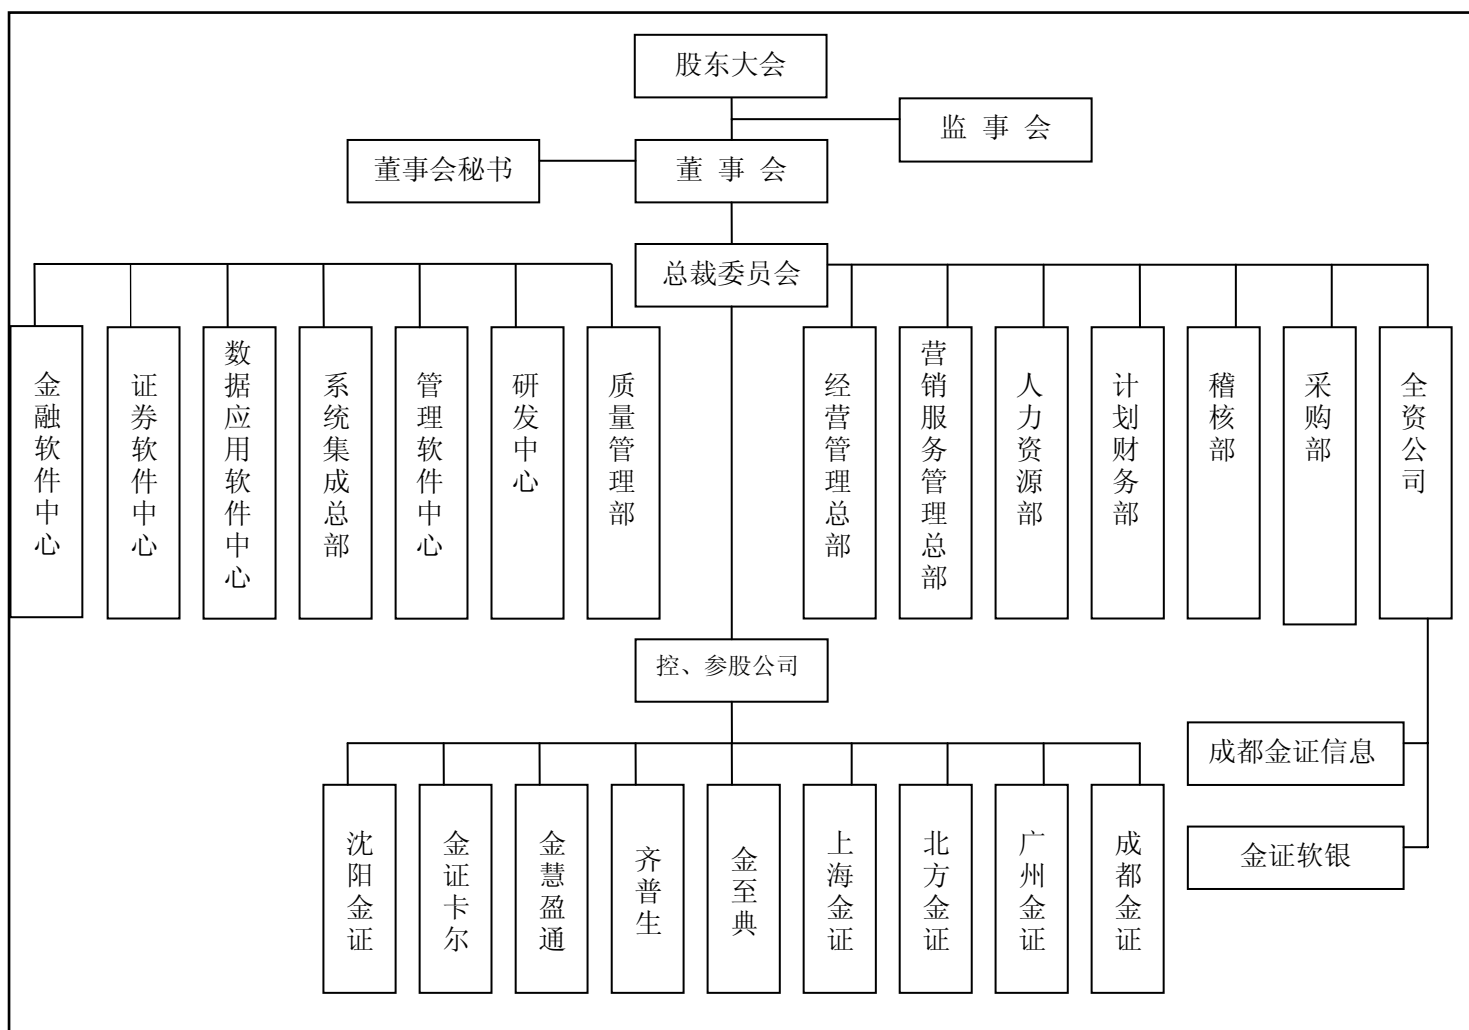 股东大会
监 事 会
董事会秘书
董 事 会
总裁委员会
金融软件中心
证券软件中心
数据应用软件中心
系统集成总部
管理软件中心
研发中心
质量管理部
经营管理总部
营销服务管理总部
人力资源部
计划财务部
稽核部
采购部
全资公司
控、参股公司
成都金证信息
金证软银
沈阳金证
金证卡尔
金慧盈通
齐普生
金至典
上海金证
北方金证
广州金证
成都金证